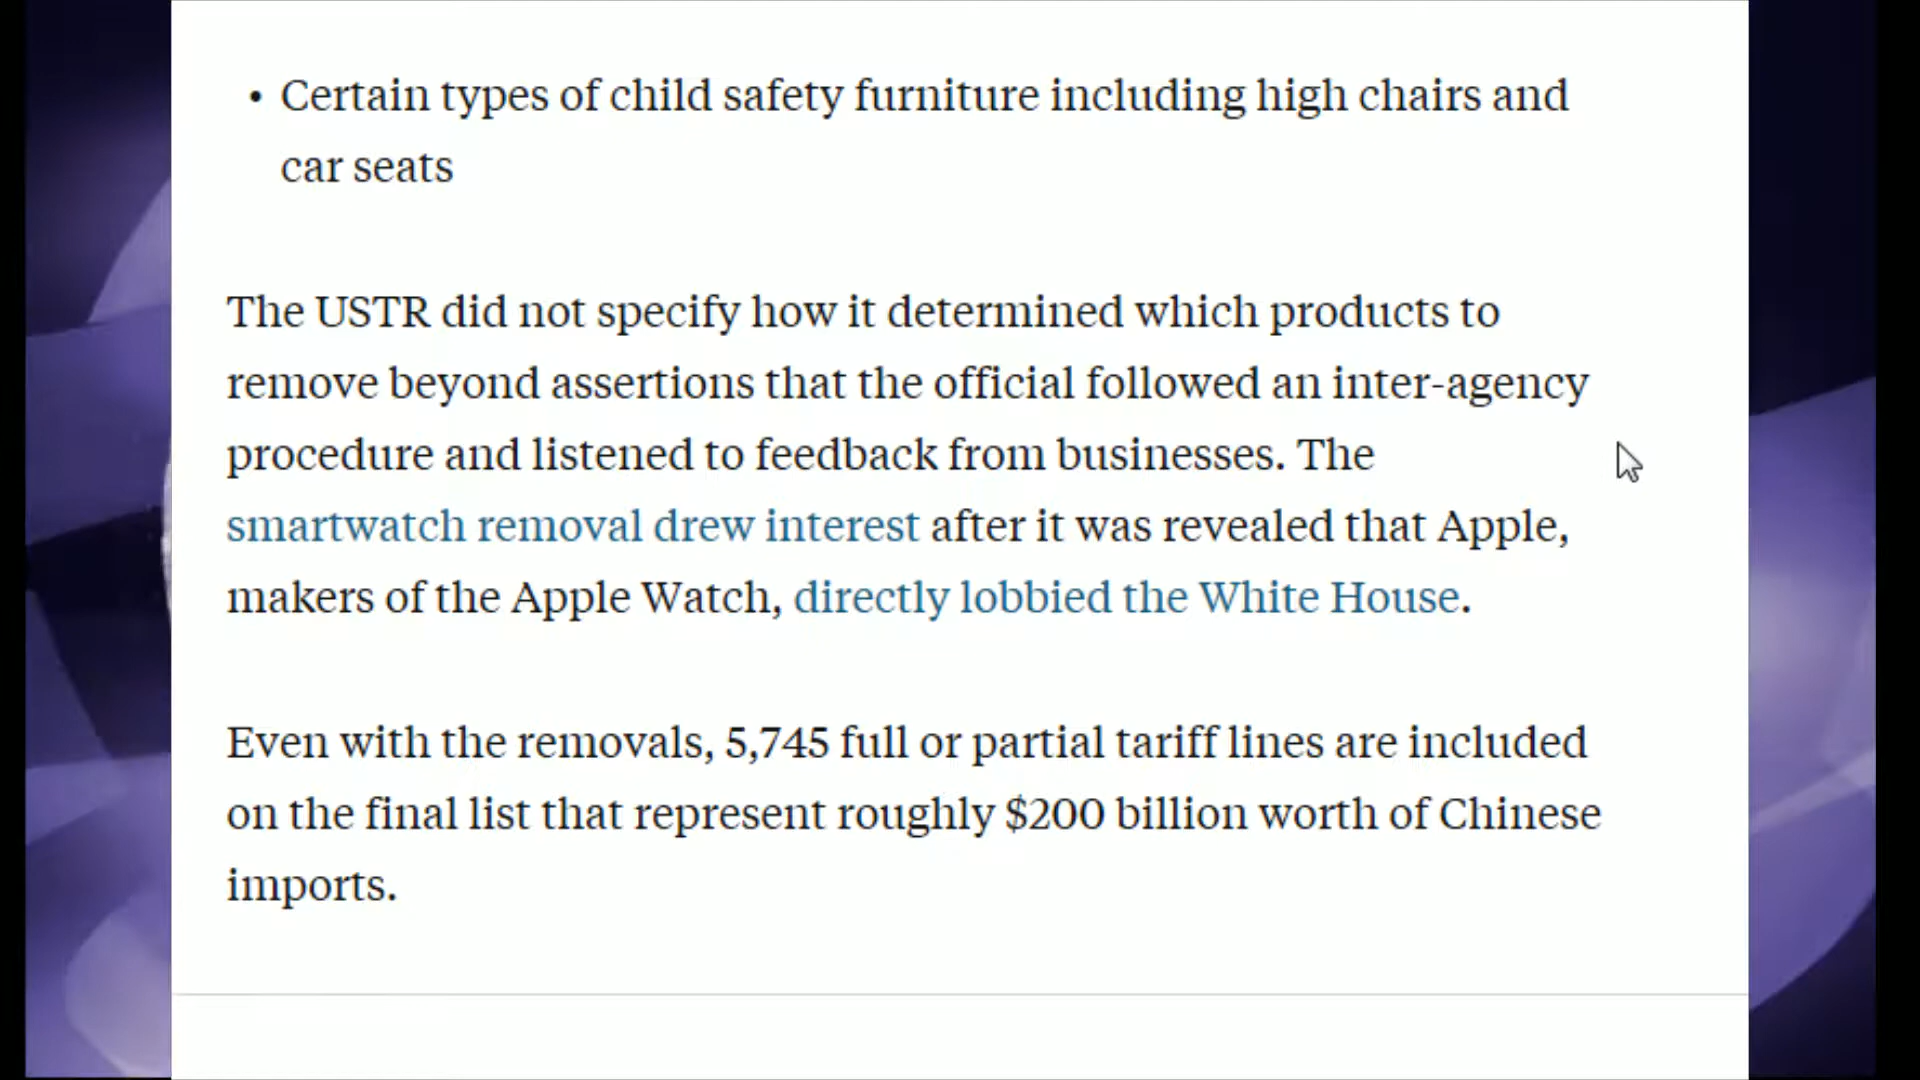 • Certain types of child safety furniture including high chairs and
car seats
The USTR did not specify how it determined which products to
remove beyond assertions that the official followed an inter-agency
procedure and listened to feedback from businesses. The
smartwatch removal drew interest after it was revealed that Apple,
makers of the Apple Watch, directly lobbied the White House.
Even with the removals, 5,745 full or partial tariff lines are included
on the final list that represent roughly $200 billion worth of Chinese
imports.